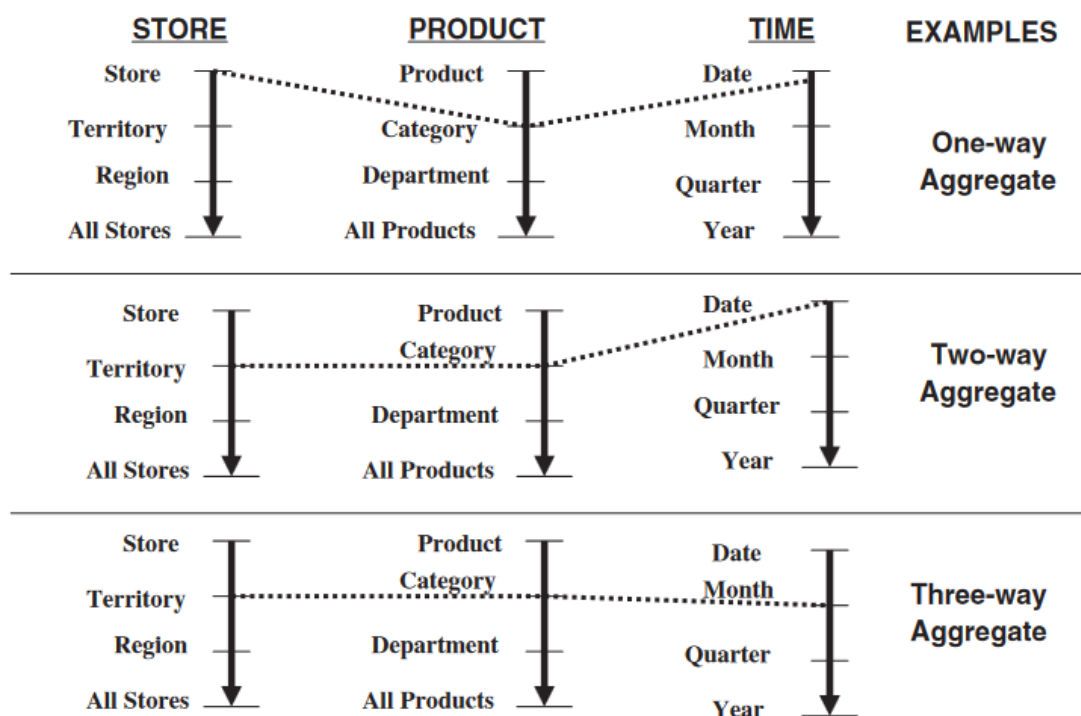 STORE PRODUCT TIME EXAMPLES
Store Product Date
Territory Category Month
One-way
Aggregate
Region Department Quarter
All Stores All Products Year
Store Product Date
Territory Category Month
Two-way
Aggregate
Region Department Quarter
All Stores All Products Year
Store Product Date
Territory Category Month
Three-way
Aggregate
Region Department Quarter
All Stores All Products Year